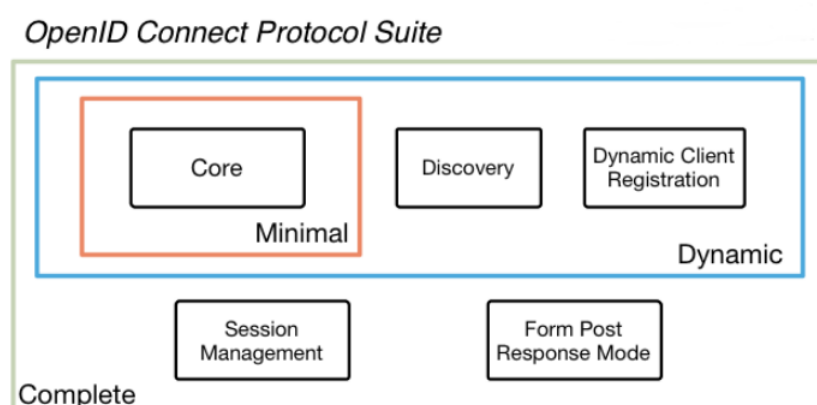 OpenID Connect Protocol Suite
Core
Discovery
Dynamic Client
Registration
Minimal
Dynamic
Session
Management
Form Post
Response Mode
Complete